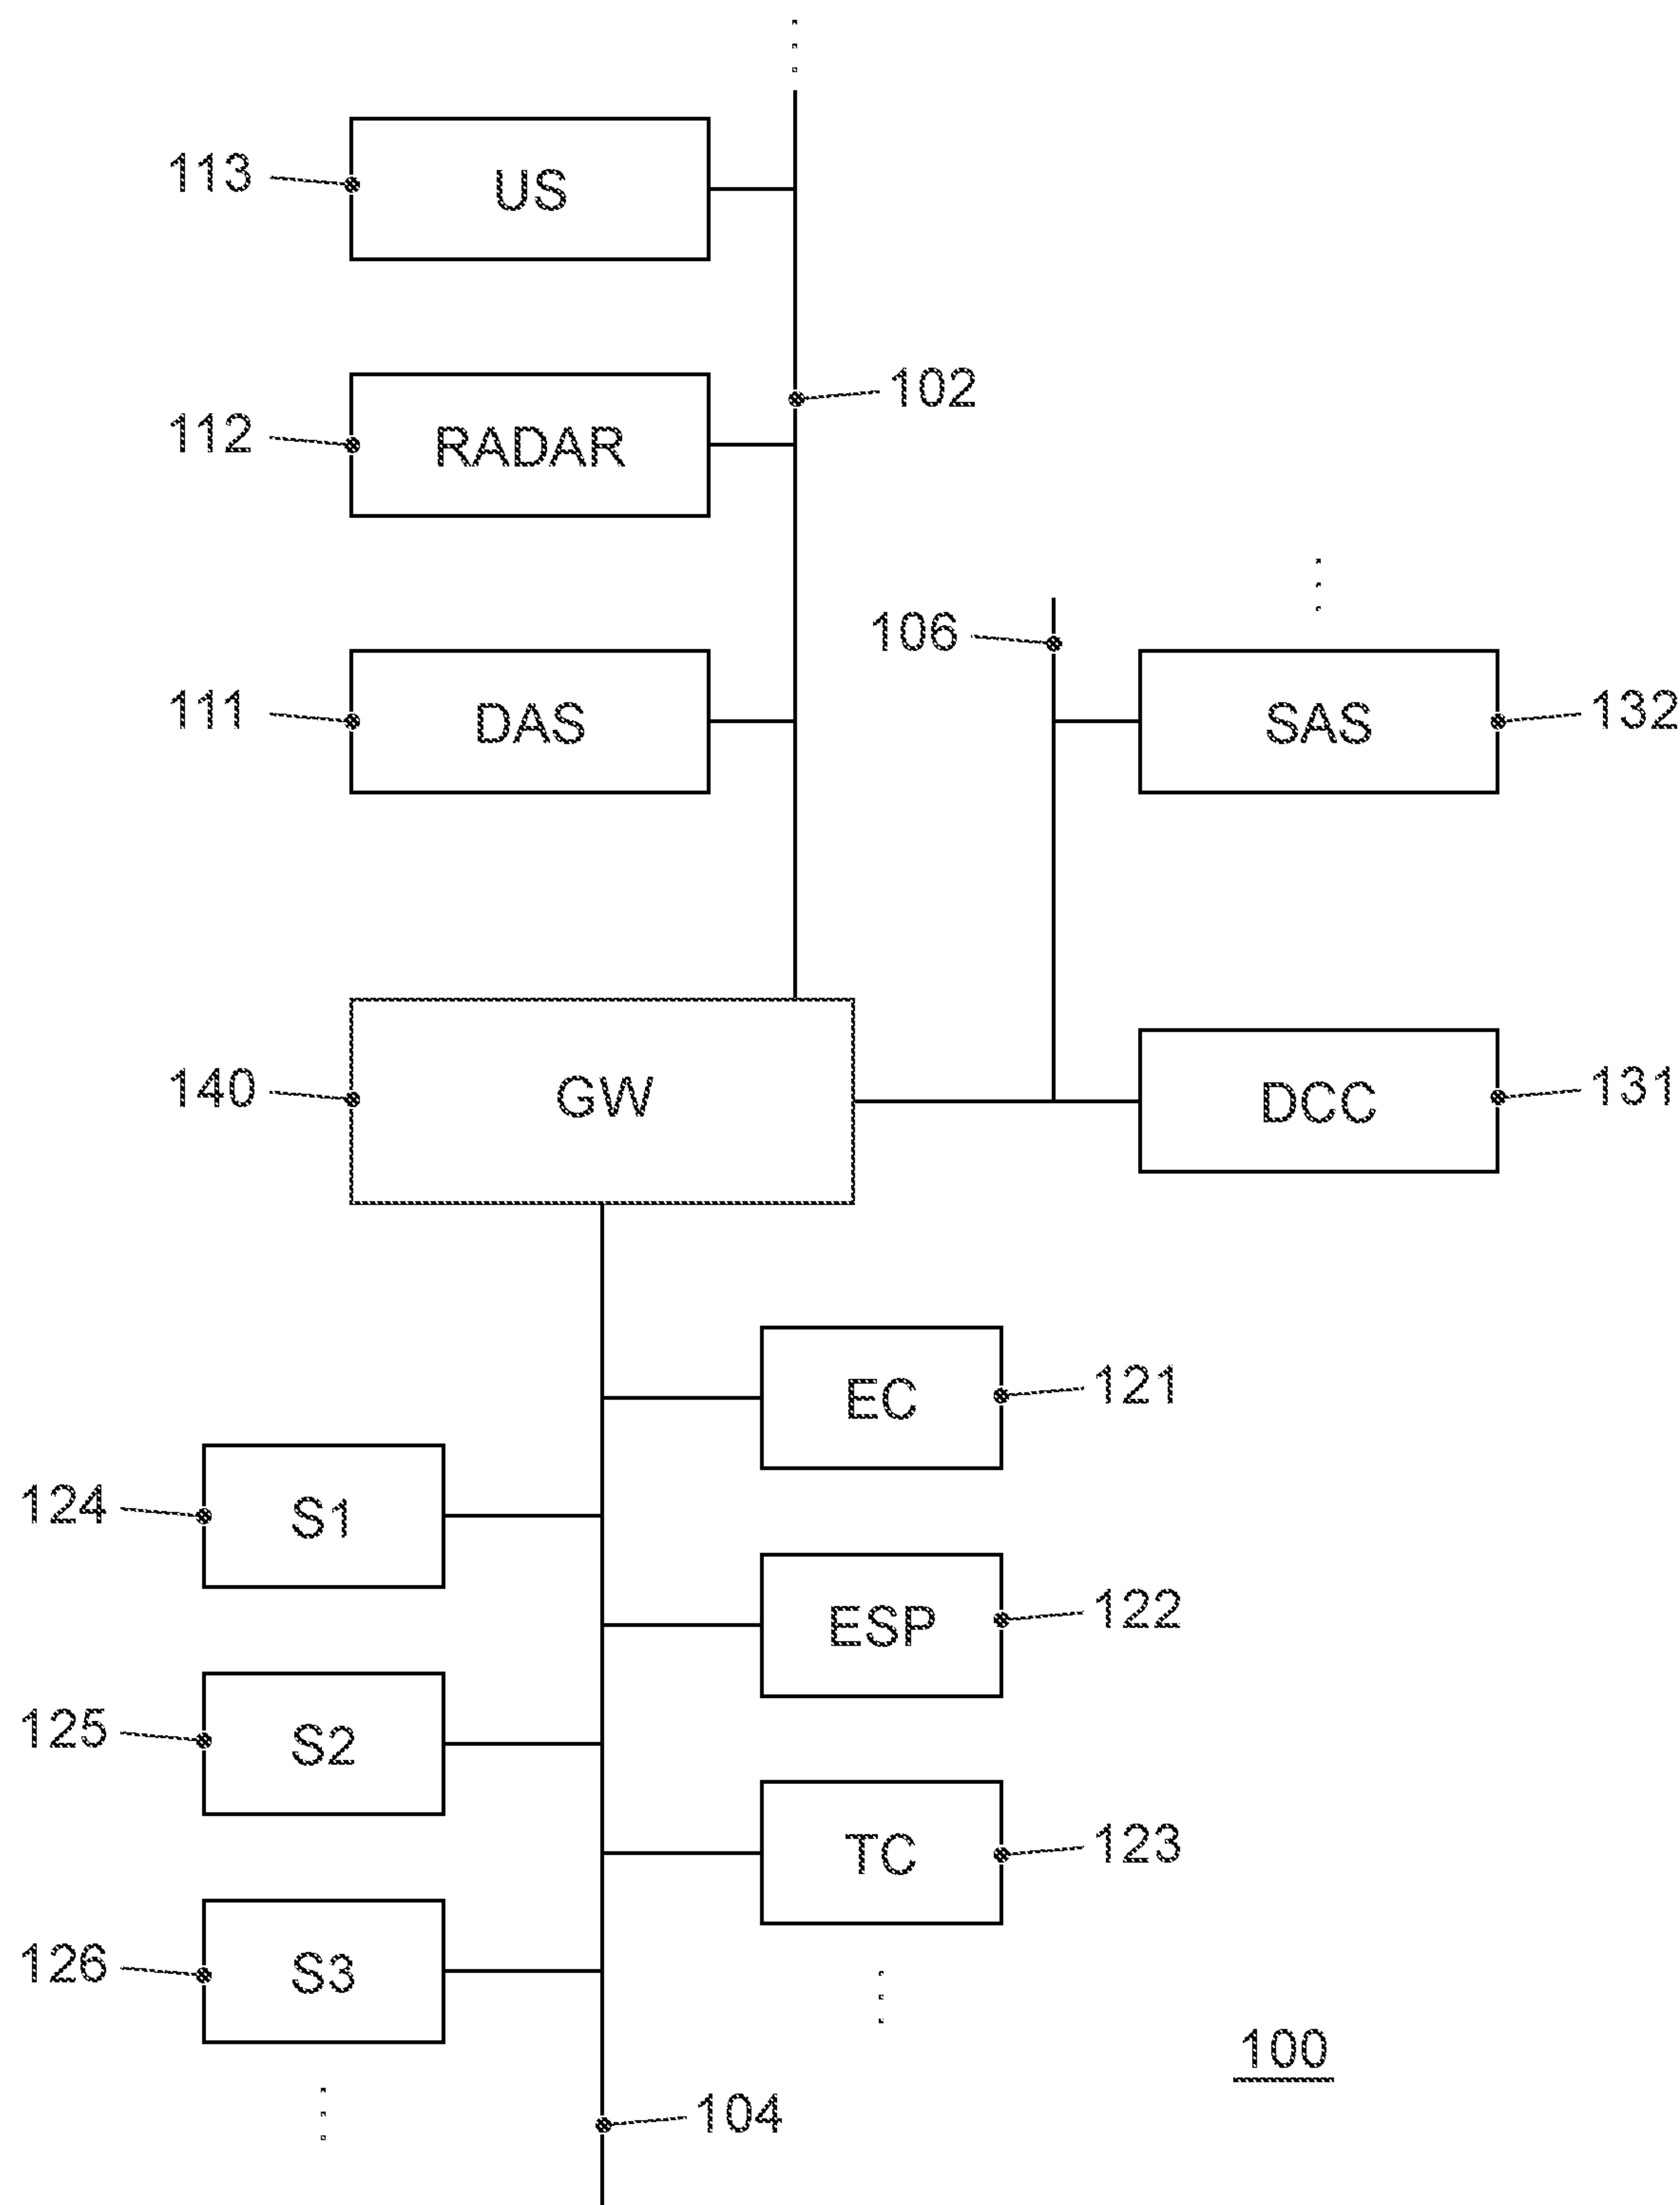 113 US
112 RADAR 102
111 DAS 106 SAS 132
140 GW DCC 131
EC 121
124 S1
ESP 122
125 S2
TC 123
126 S3
100
104